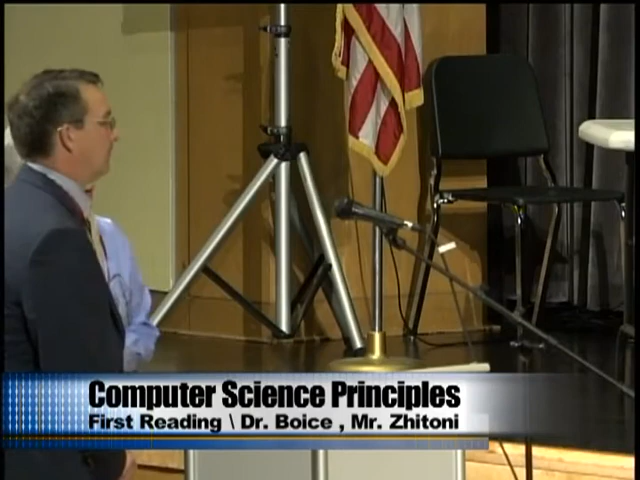 Computer Science Principles
First Reading \ Dr. Boice , Mr. Zhitoni